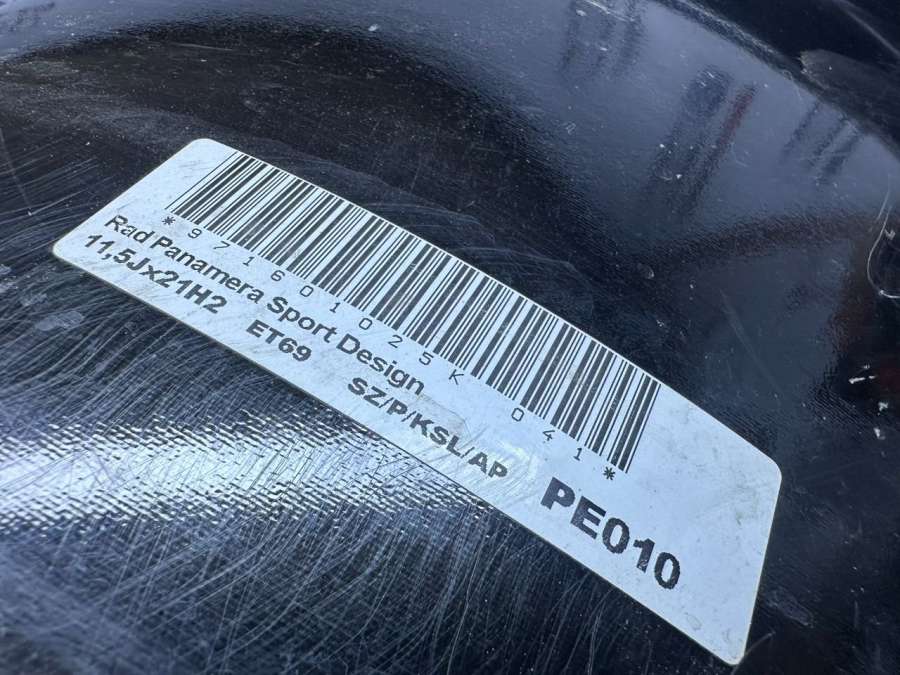 *971601025K 041*
Rad Panamera Sport Design
11,5Jx21H2 ET69 SZ/P/KSL/AP
PE010